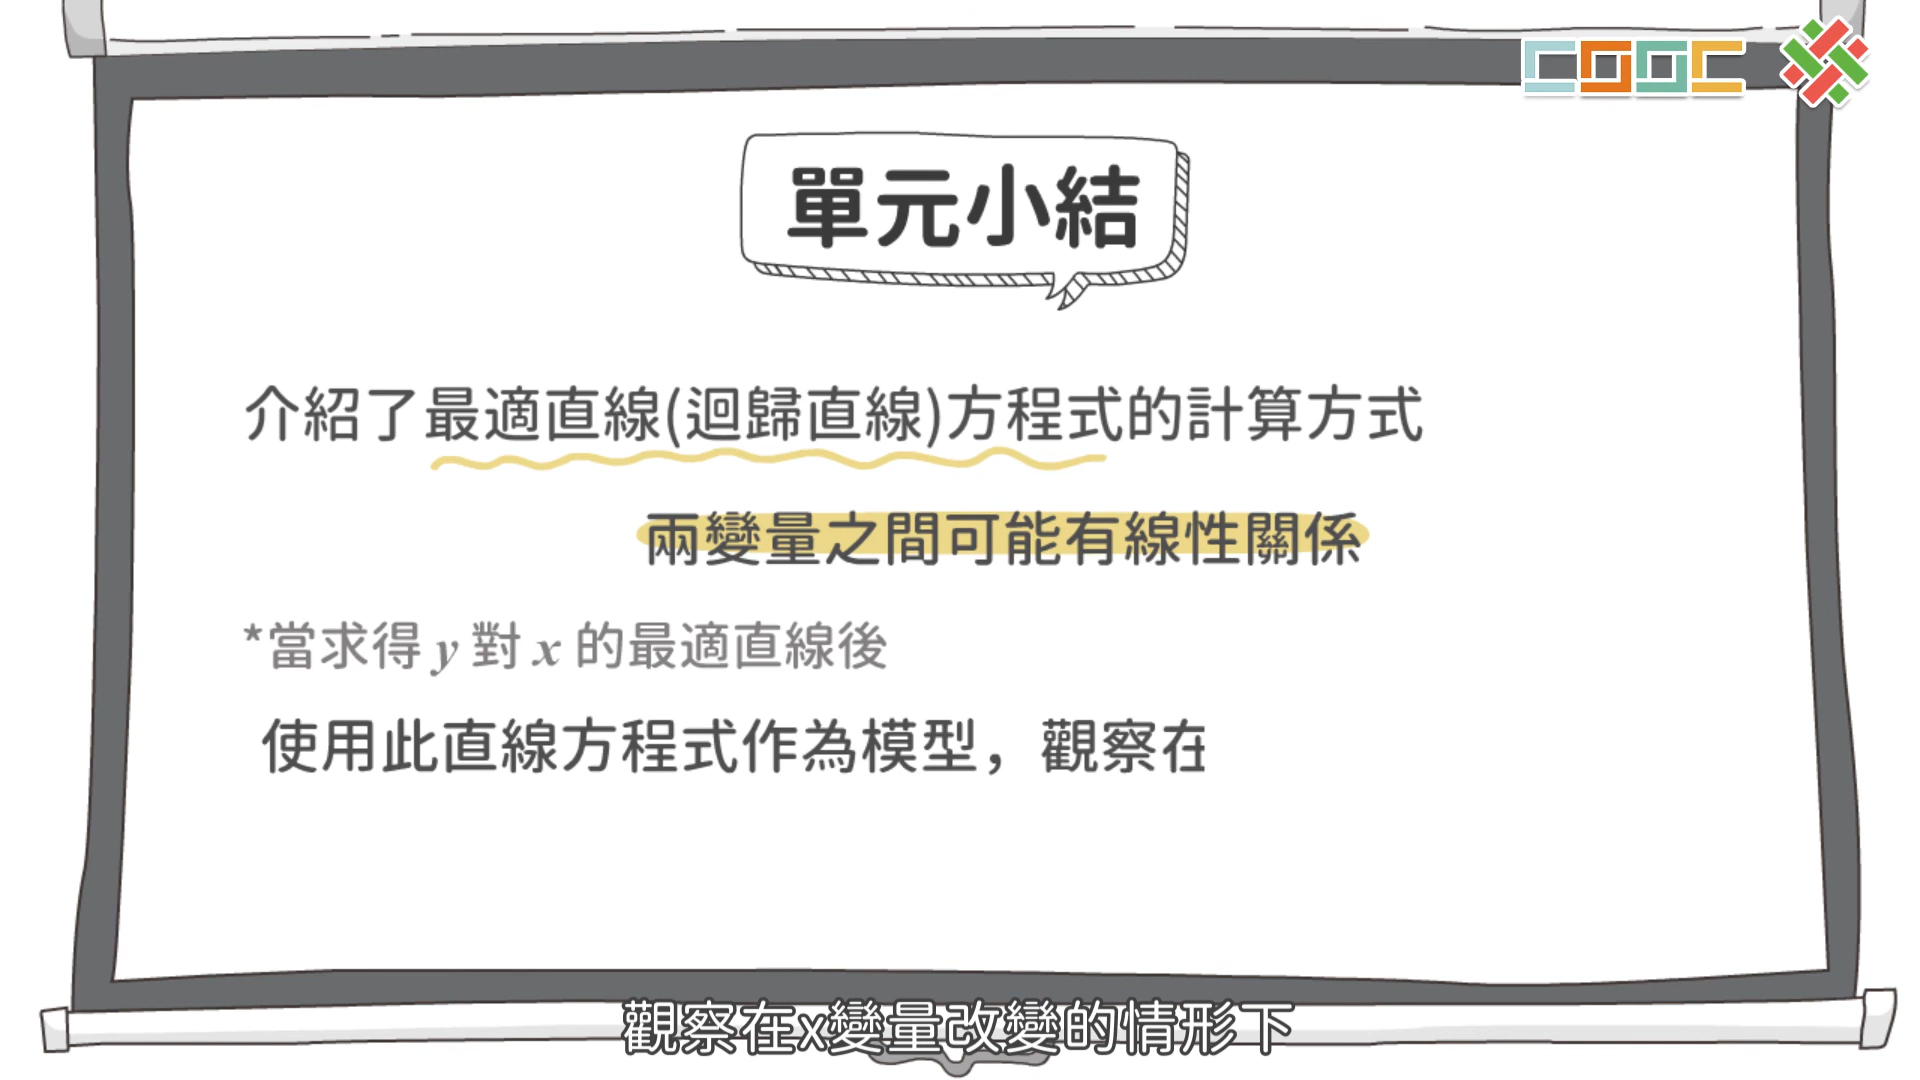 COOC
單元小結
介紹了最適直線(迴歸直線)方程式的計算方式
兩變量之間可能有線性關係
*當求得 y 對 x 的最適直線後
使用此直線方程式作為模型，觀察在
觀察在x變量改變的情形下